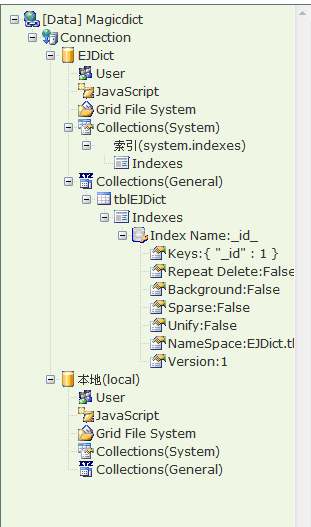 [Data] Magicdict
Connection
EJDict
User
JavaScript
Grid File System
Collections(System)
索引(system.indexes)
Indexes
Collections(General)
tblEJDict
Indexes
Index Name:_id_
Keys:{ "_id" : 1 }
Repeat Delete:False
Background:False
Sparse:False
Unify:False
NameSpace:EJDict.t
Version:1
本地(local)
User
JavaScript
Grid File System
Collections(System)
Collections(General)